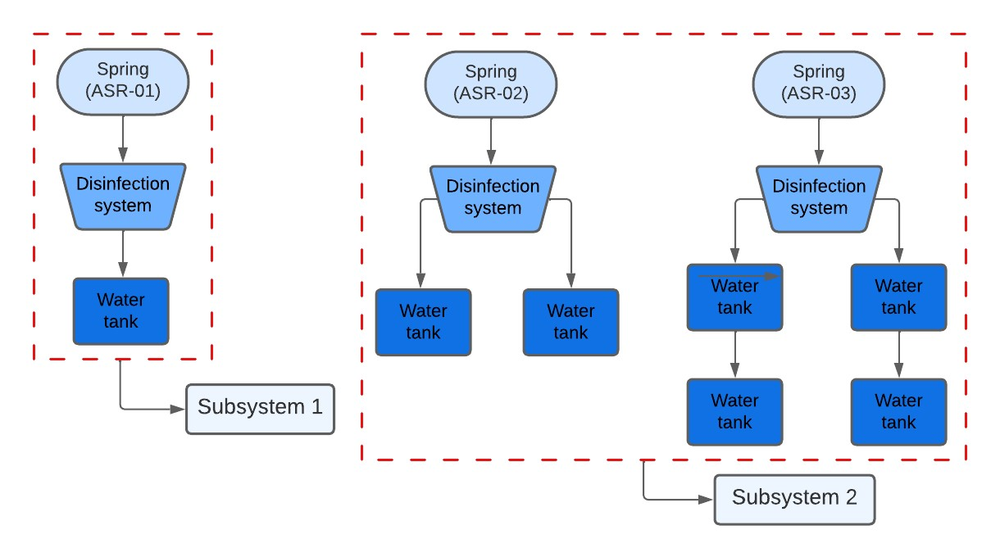 Spring
(ASR-01)
Disinfection
system
Water
tank
Subsystem 1
Spring
(ASR-02)
Disinfection
system
Water
tank
Water
tank
Spring
(ASR-03)
Disinfection
system
Water
tank
Water
tank
Water
tank
Water
tank
Subsystem 2